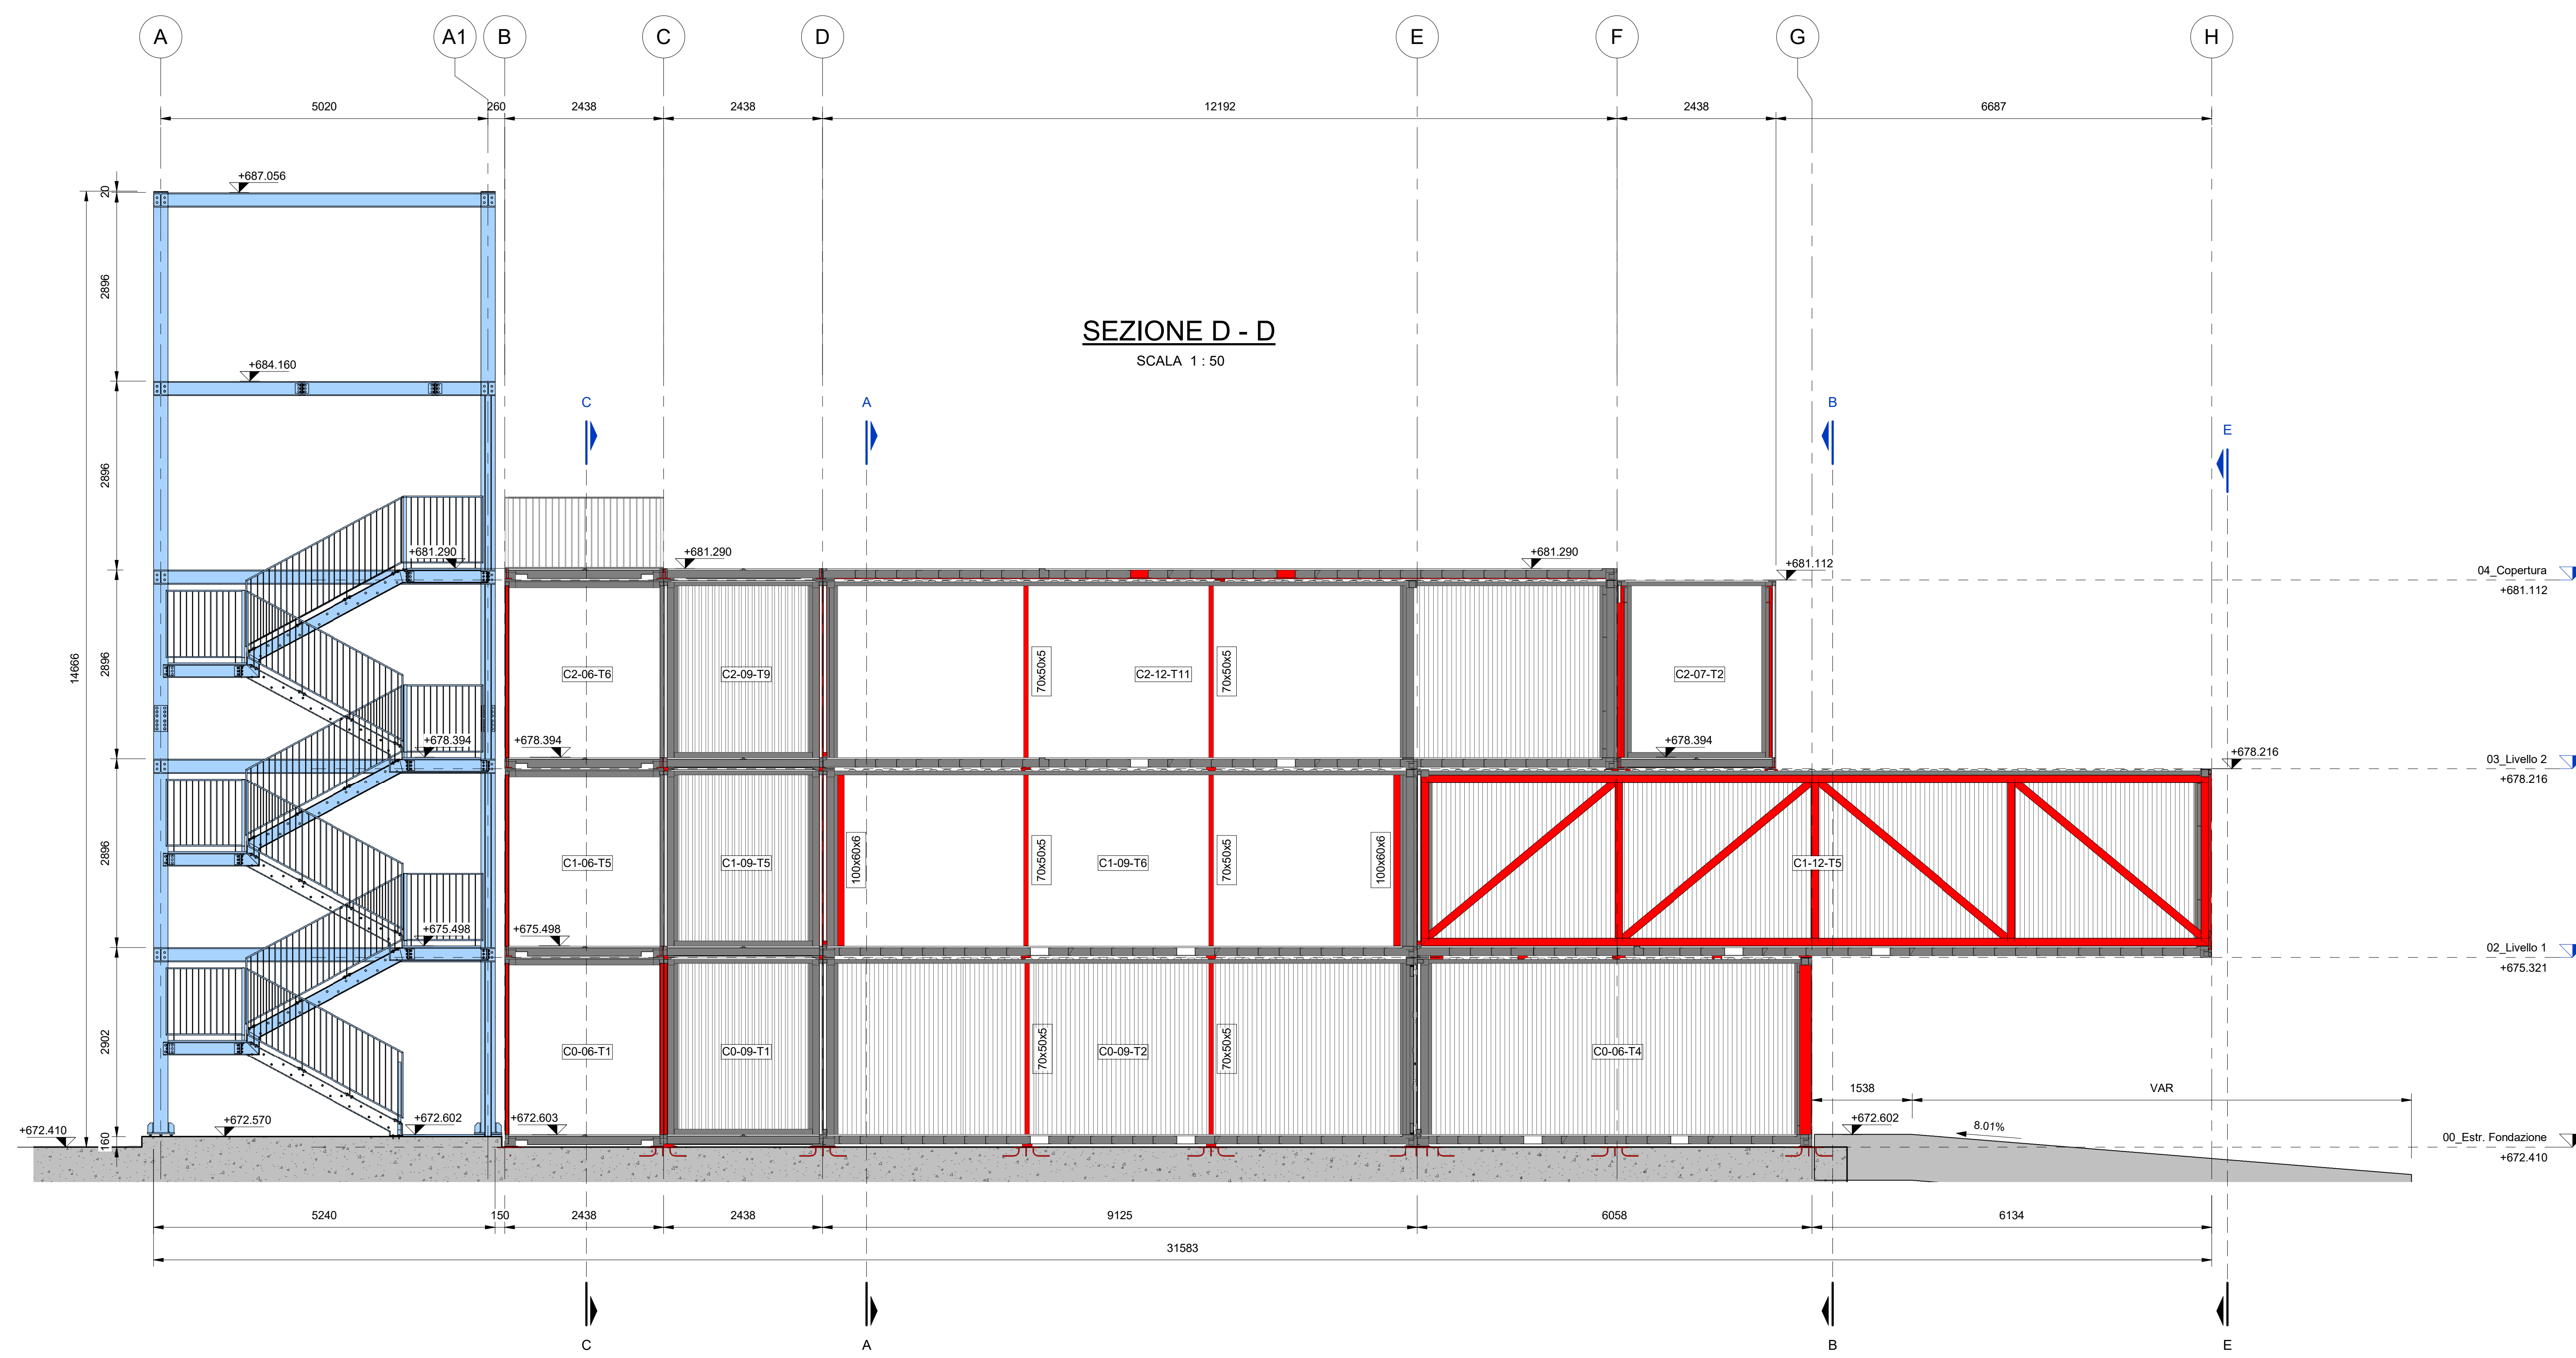 A
A1
B
C
D
E
F
G
H
5020
260
2438
2438
12192
2438
6687
20
+687.056
2896
SEZIONE D - D
SCALA 1 : 50
+684.160
C
A
B
E
2896
+681.290
+681.290
+681.290
+681.112
04_Copertura
+681.112
14666
2896
C2-06-T6
C2-09-T9
70x50x5
C2-12-T11
70x50x5
C2-07-T2
+678.394
+678.394
+678.394
+678.216
03_Livello 2
+678.216
2896
C1-06-T5
C1-09-T5
100x60x6
70x50x5
C1-09-T6
70x50x5
100x60x6
C1-12-T5
+675.498
+675.498
02_Livello 1
+675.321
2902
C0-06-T1
C0-09-T1
70x50x5
C0-09-T2
70x50x5
C0-06-T4
1538
VAR
+672.410
160
+672.570
+672.602
+672.603
+672.602
8.01%
00_Estr. Fondazione
+672.410
5240
150
2438
2438
9125
6058
6134
31583
C
A
B
E